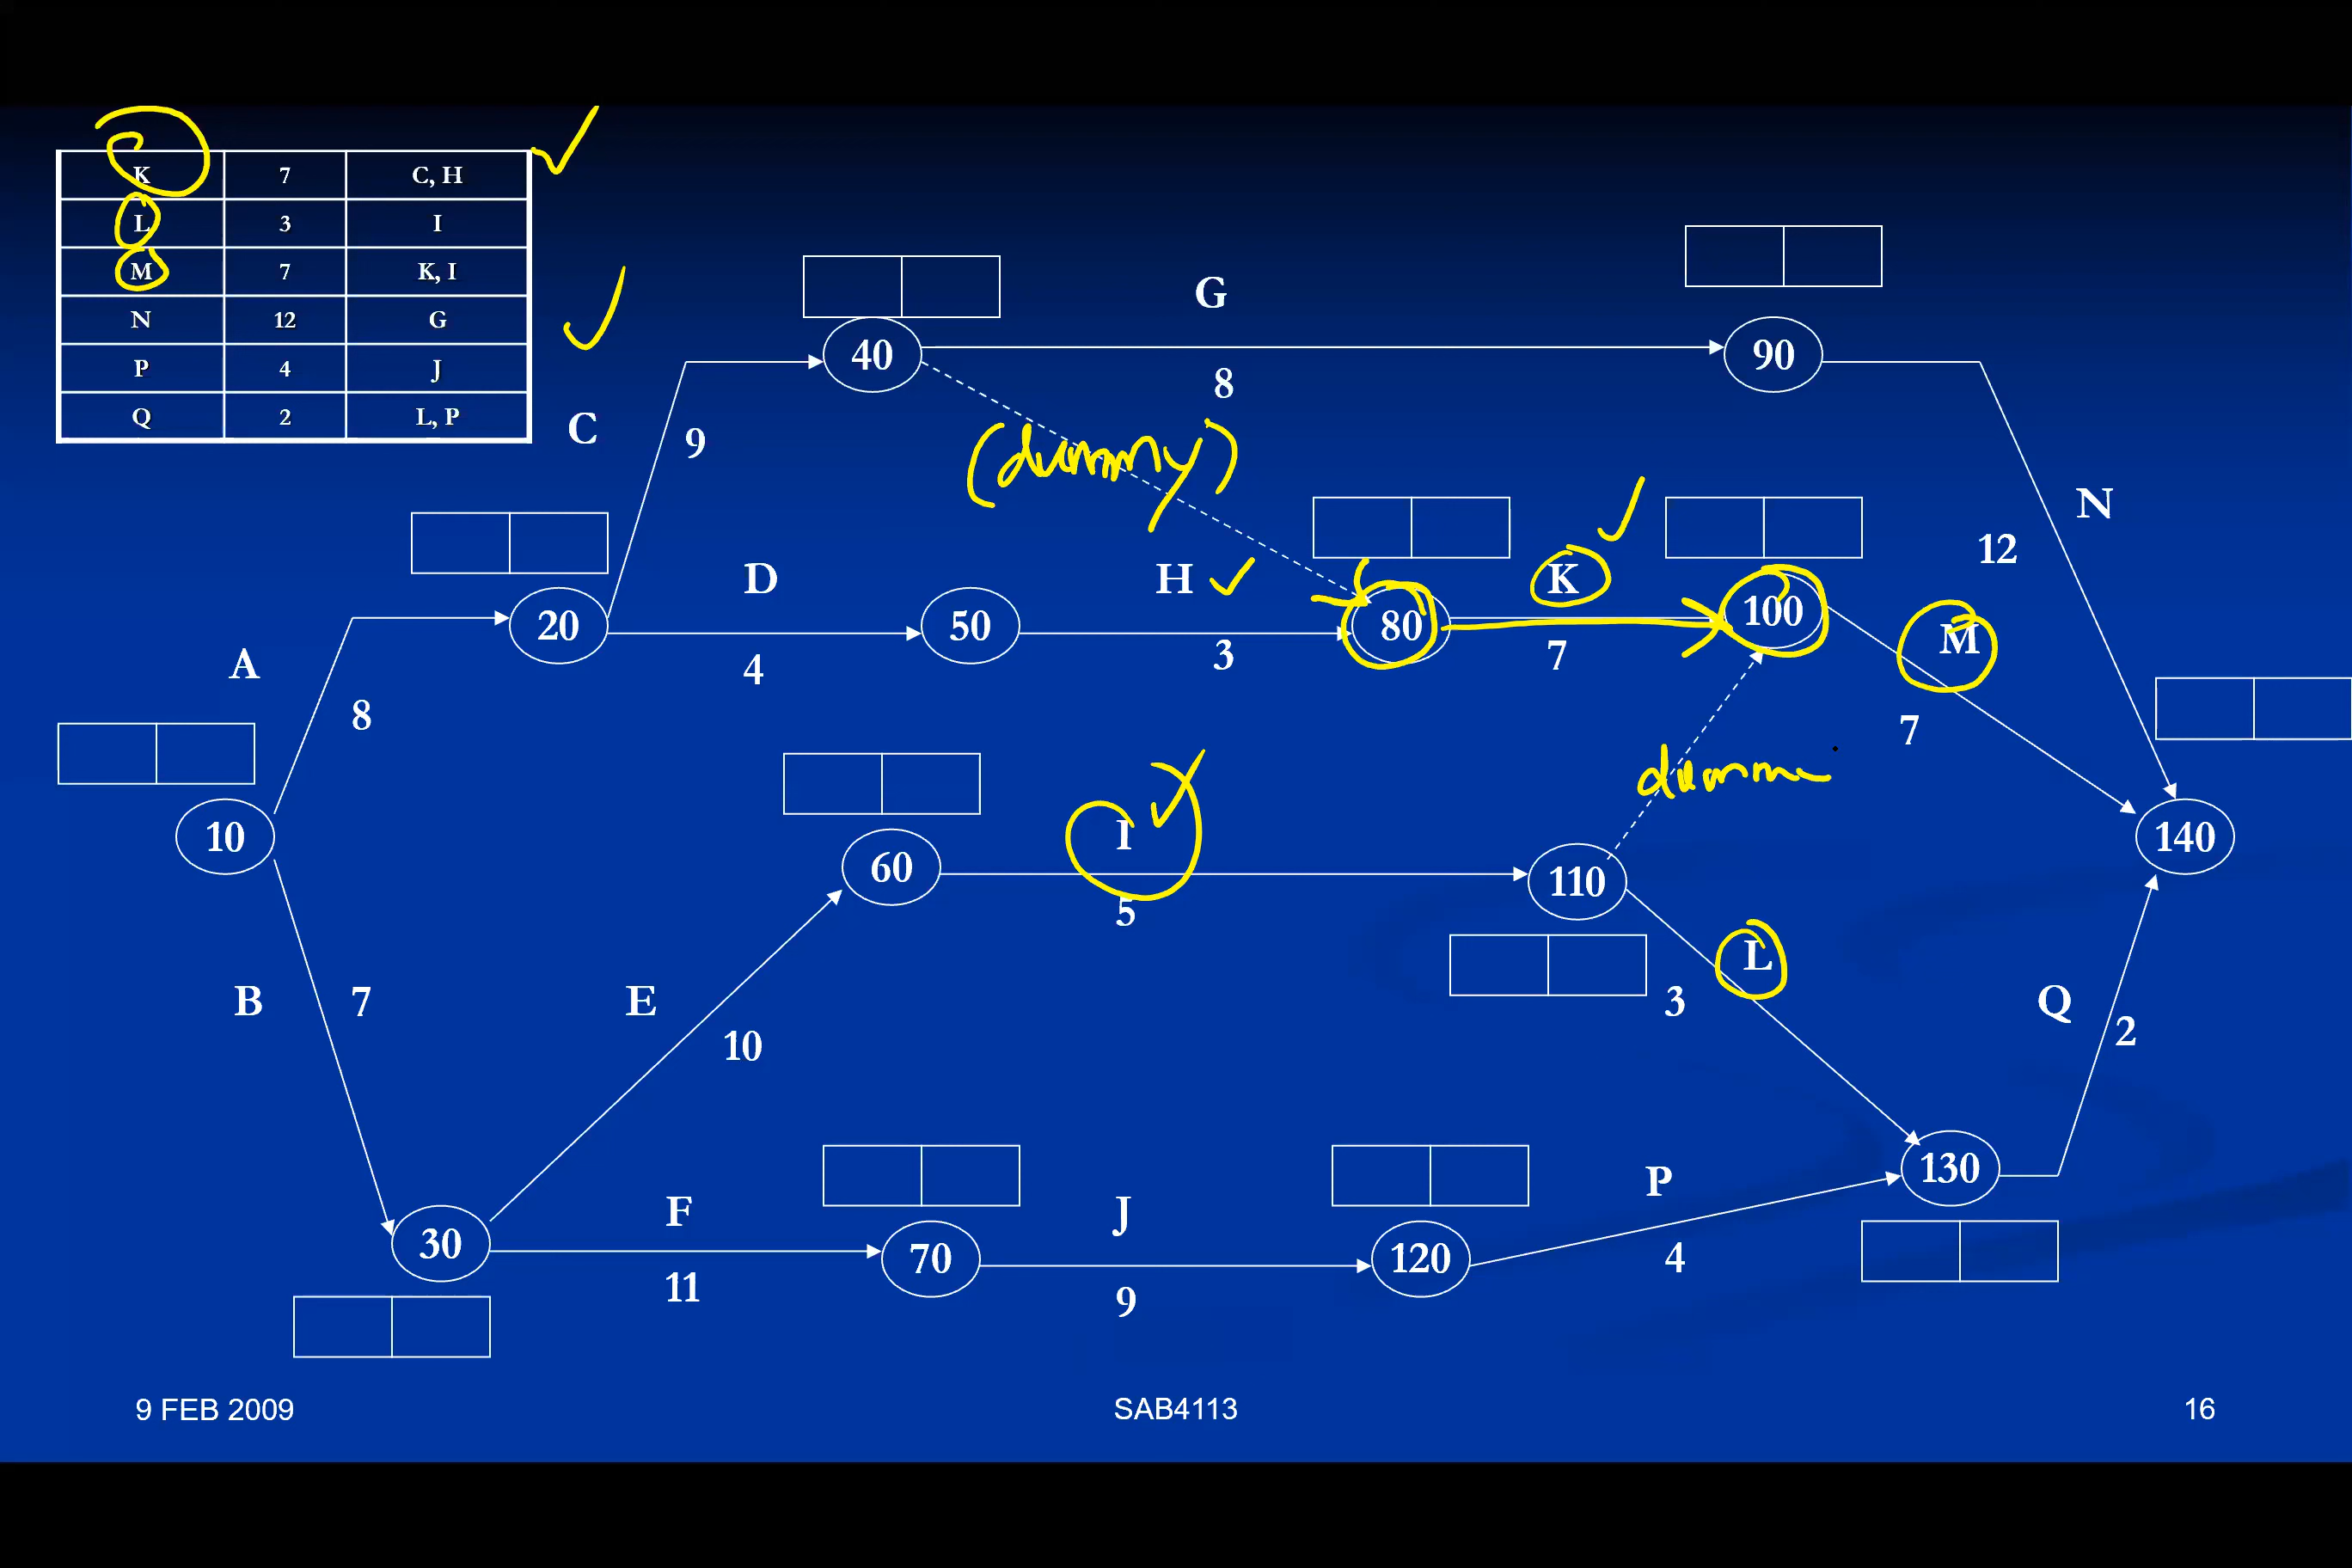 K 7 C, H
L 3 I
M 7 K, I
N 12 G
P 4 J
Q 2 L, P
C
9
40
G
8
90
(dummy)
N
12
A
8
20
D
4
50
H
3
80
K
7
100
M
7
10
60
I
5
110
dumm
140
B
7
E
10
L
3
Q
2
30
F
11
70
J
9
120
P
4
130
9 FEB 2009
SAB4113
16